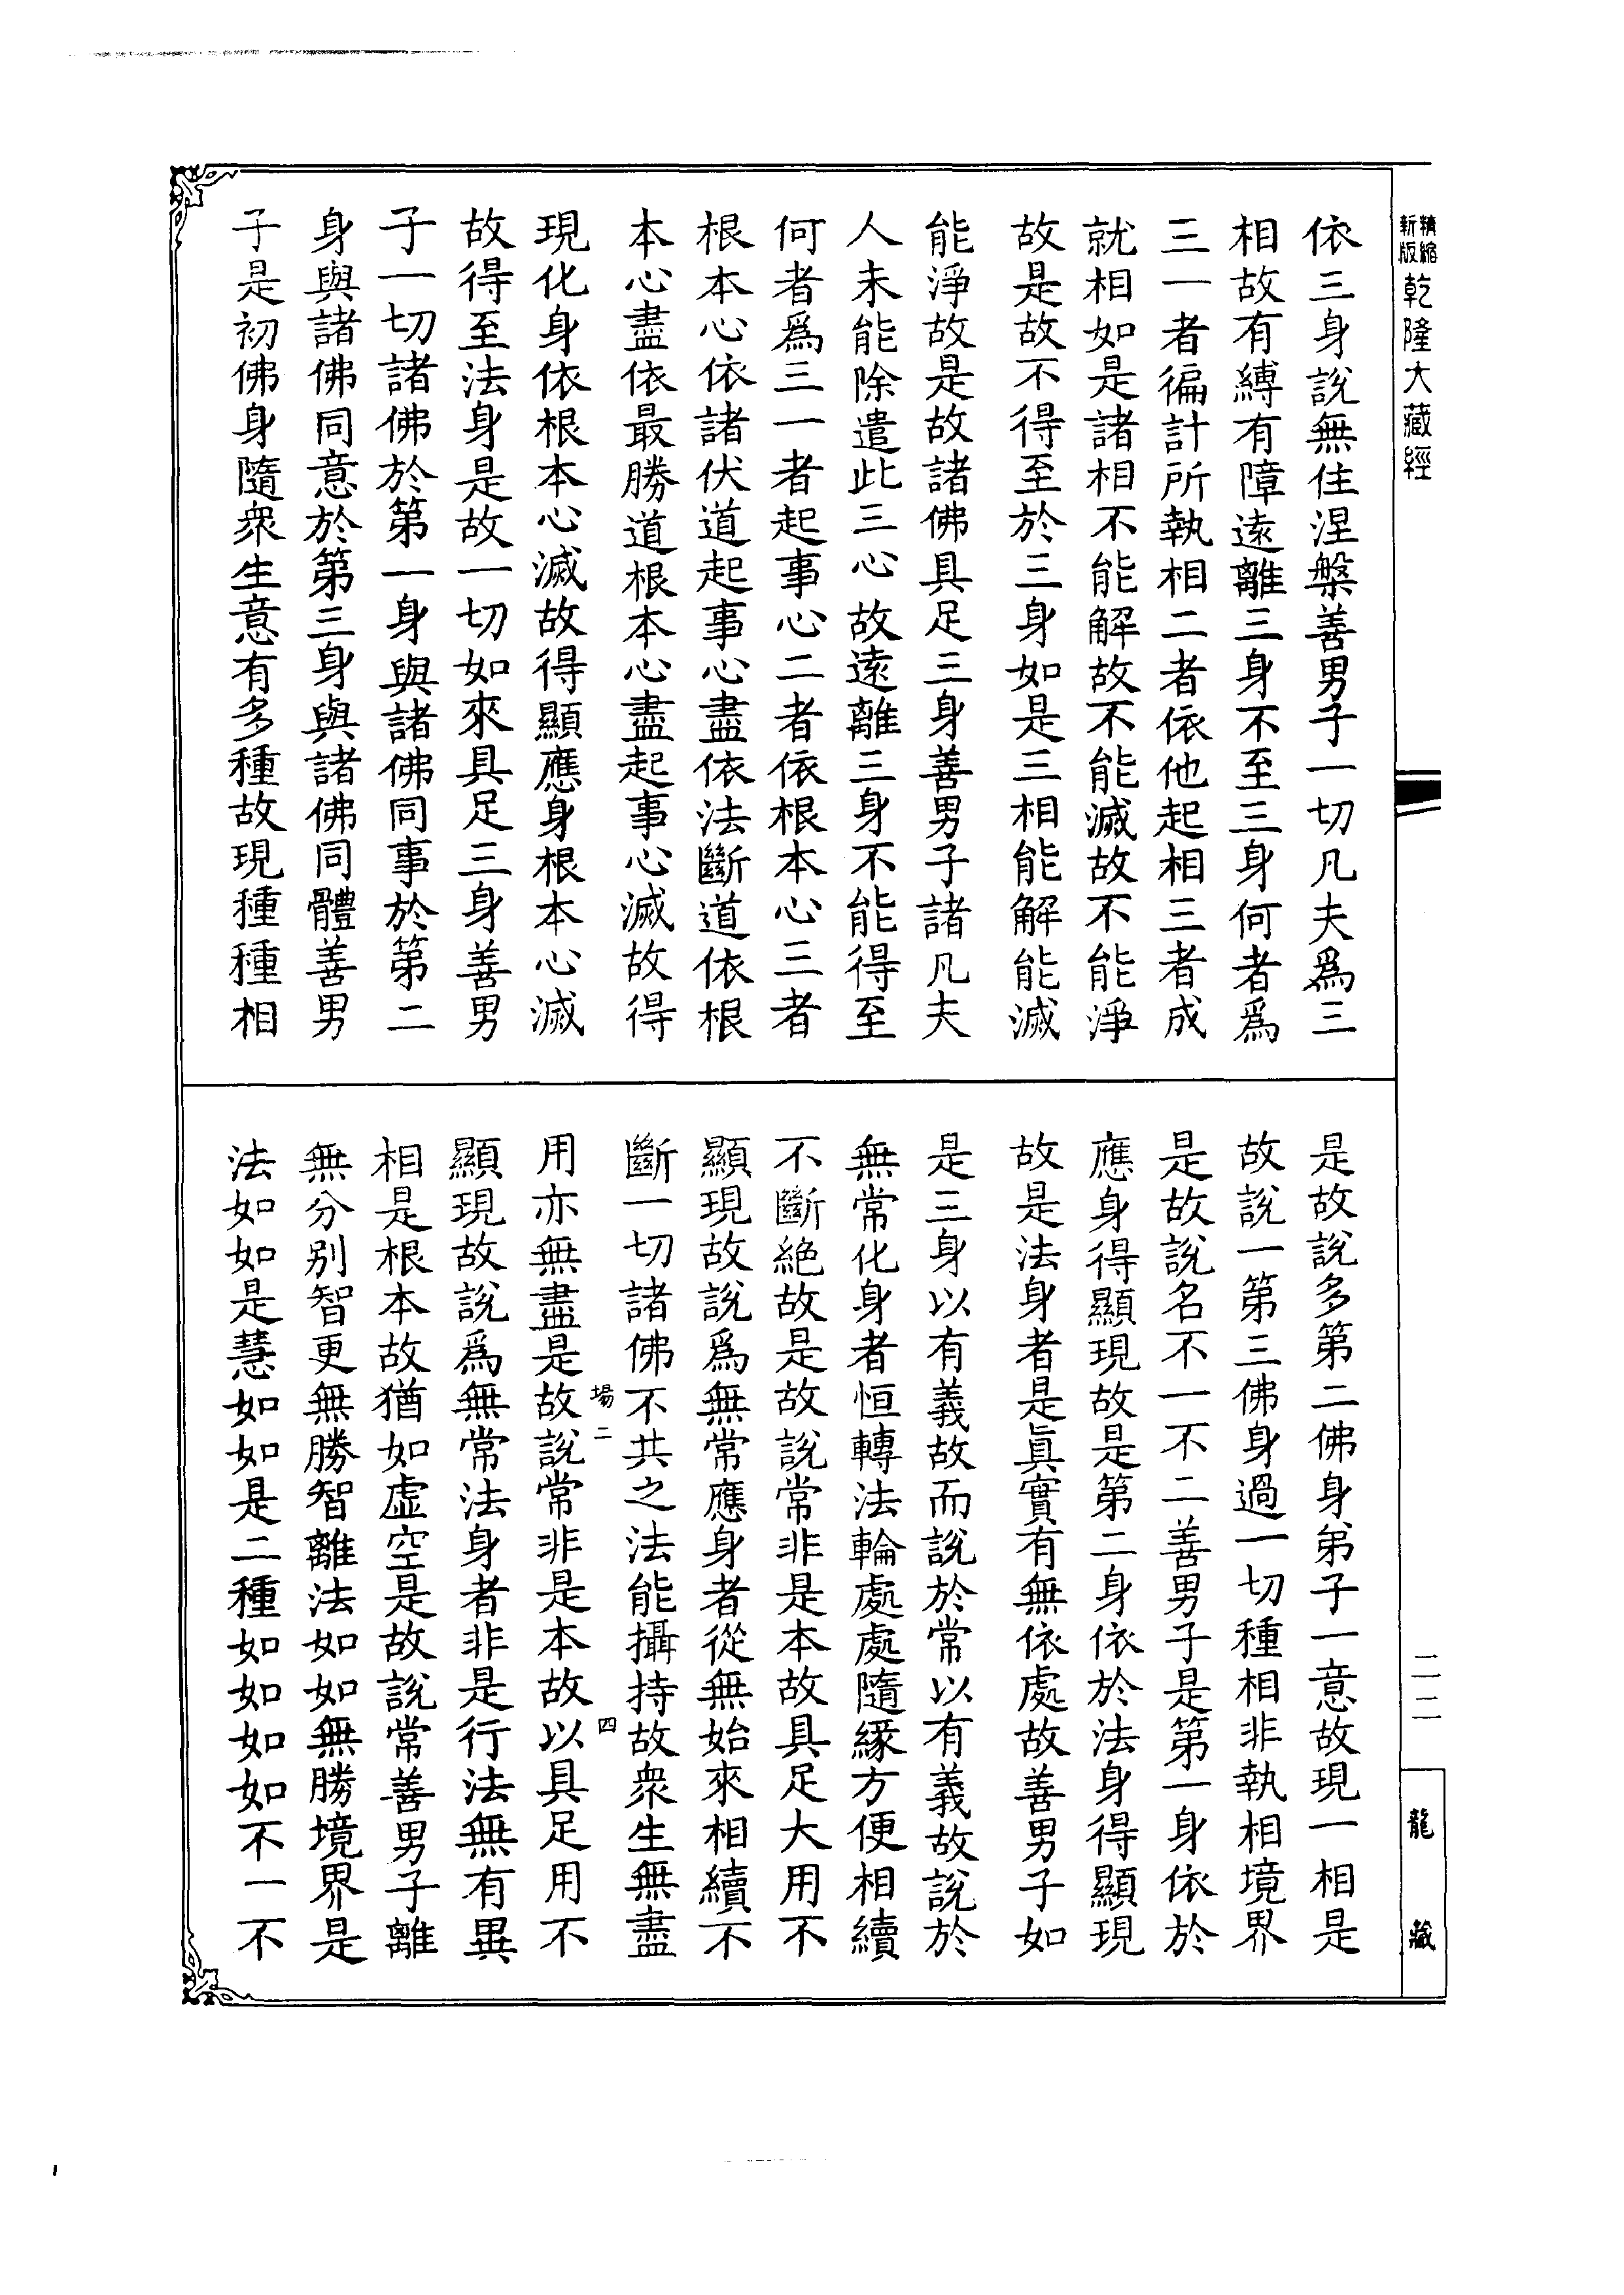 精縮新版 乾隆大藏經
依三身說無住涅槃善男子一切凡夫爲三
相故有縛有障遠離三身不至三身何者爲
三一者徧計所執相二者依他起相三者成
就相如是諸相不能解故不能滅故不能淨
故是故不得至於三身如是三相能解能滅
能淨故是故諸佛具足三身善男子諸凡夫
人未能除遣此三心故遠離三身不能得至
何者爲三一者起事心二者依根本心三者
根本心依諸伏道起事心盡依法斷道依根
本心盡依最勝道根本心盡起事心滅故得
現化身依根本心滅故得顯應身根本心滅
故得至法身是故一切如來具足三身善男
子一切諸佛於第一身與諸佛同事於第二
身與諸佛同意於第三身與諸佛同體善男
子是初佛身隨衆生意有多種故現種種相
是故說多第二佛身弟子一意故現一相是
故說一第三佛身過一切種相非執相境界
是故說名不一不二善男子是第一身依於
應身得顯現故是第二身依於法身得顯現
故是法身者是眞實有無依處故善男子如
是三身以有義故而說於常以有義故說於
無常化身者恒轉法輪處處隨緣方便相續
不斷絕故是故說常非是本故具足大用不
顯現故說爲無常應身者從無始來相續不
斷一切諸佛不共之法能攝持故衆生無盡
場二 四
用亦無盡是故說常非是本故以具足用不
顯現故說爲無常法身者非是行法無有異
相是根本故猶如虛空是故說常善男子離
無分別智更無勝智離法如如無勝境界是
法如如是慧如如是二種如如如如不一不
二二
龍藏